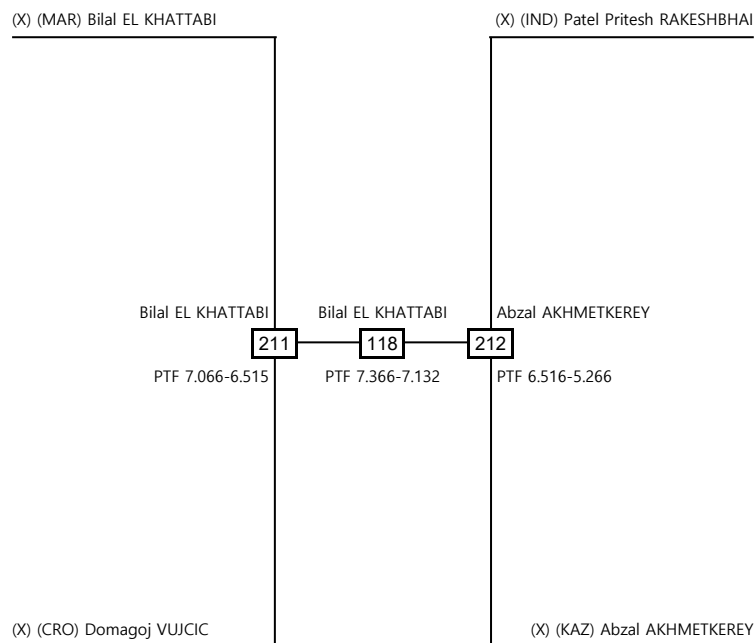 (X) (MAR) Bilal EL KHATTABI
(X) (IND) Patel Pritesh RAKESHBHAI
Bilal EL KHATTABI
Bilal EL KHATTABI
Abzal AKHMETKEREY
211
118
212
PTF 7.066-6.515
PTF 7.366-7.132
PTF 6.516-5.266
(X) (CRO) Domagoj VUJCIC
(X) (KAZ) Abzal AKHMETKEREY